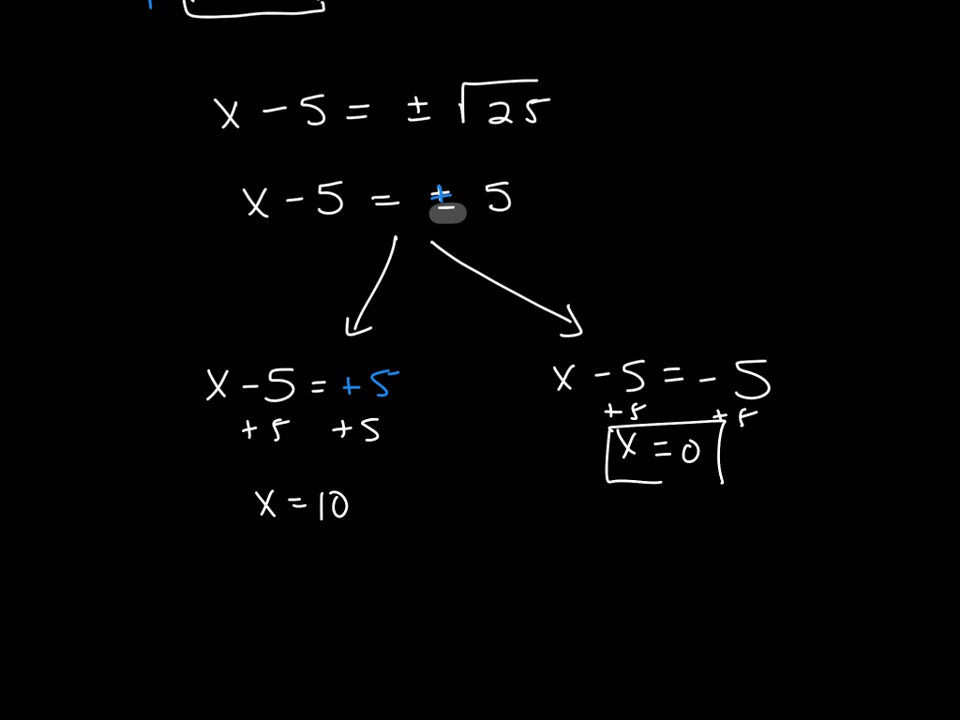 x - 5 = ± √25
x - 5 = ± 5
x - 5 = +5
+5 +5
x = 10
x - 5 = - 5
+5 +5
x = 0